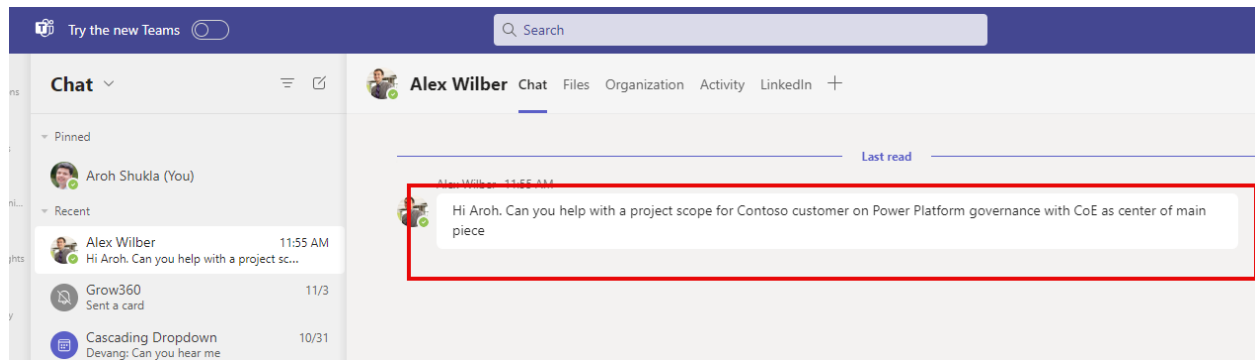 Try the new Teams
Search
ns
Chat
Alex Wilber Chat Files Organization Activity LinkedIn
Pinned
Last read
Aroh Shukla (You)
Alex Wilber 11:55 AM
Hi Aroh. Can you help with a project scope for Contoso customer on Power Platform governance with CoE as center of main
piece
ni...
Recent
Alex Wilber 11:55 AM
Hi Aroh. Can you help with a project sc...
ghts
Grow360 11/3
Sent a card
y
Cascading Dropdown 10/31
Devang: Can you hear me